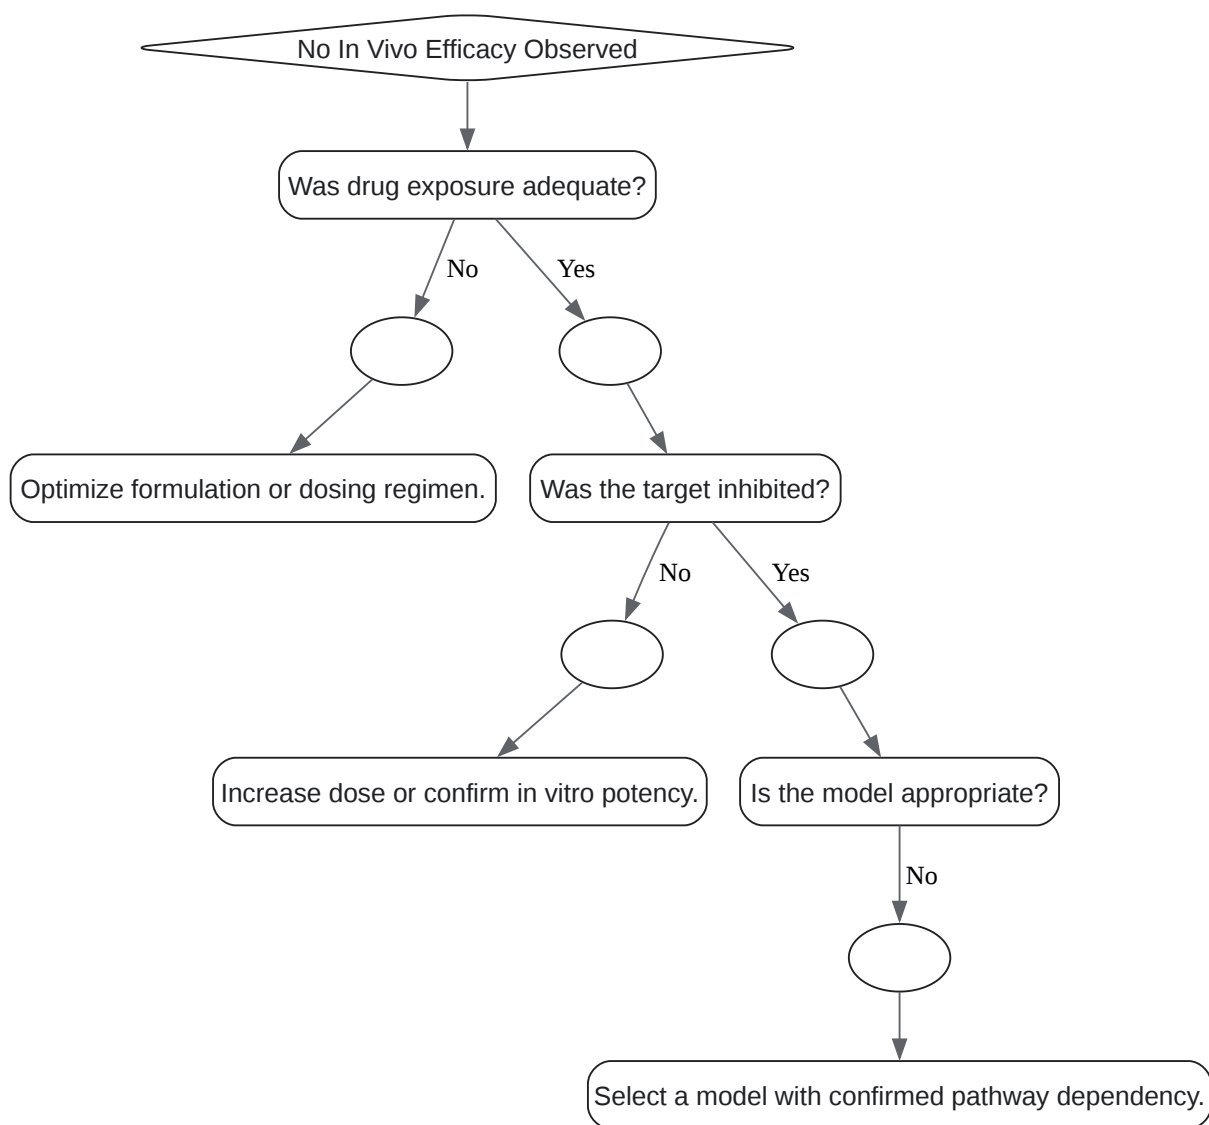 No In Vivo Efficacy Observed
Was drug exposure adequate?
No
Yes
Optimize formulation or dosing regimen.
Was the target inhibited?
No
Yes
Increase dose or confirm in vitro potency.
Is the model appropriate?
No
Select a model with confirmed pathway dependency.